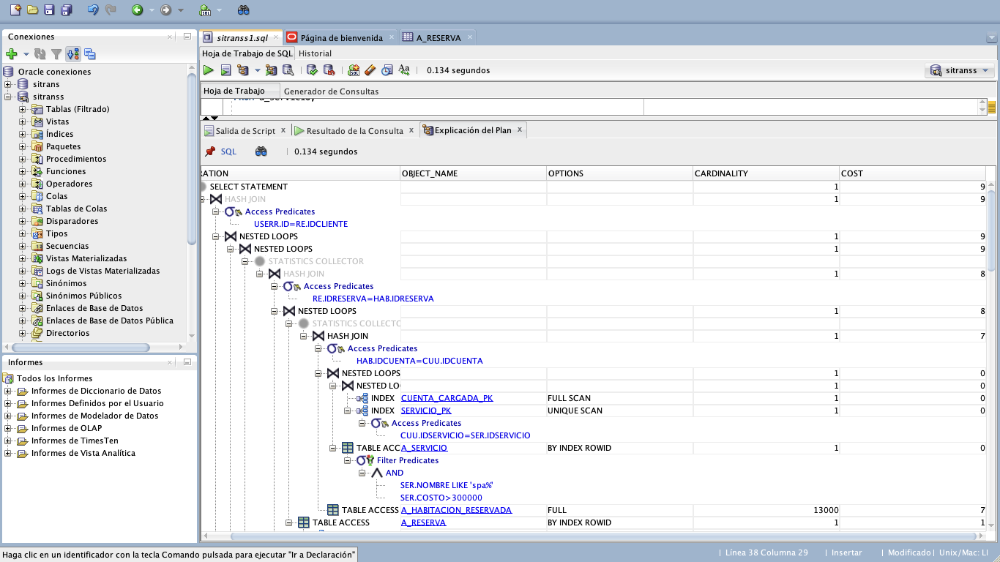 Conexiones
Oracle conexiones
sitrans
sitranss
Tablas (Filtrado)
Vistas
Índices
Paquetes
Procedimientos
Funciones
Operadores
Colas
Tablas de Colas
Disparadores
Tipos
Secuencias
Vistas Materializadas
Logs de Vistas Materializadas
Sinónimos
Sinónimos Públicos
Enlaces de Base de Datos
Enlaces de Base de Datos Pública
Directorios
Informes
Todos los Informes
Informes de Diccionario de Datos
Informes Definidos por el Usuario
Informes de Modelador de Datos
Informes de OLAP
Informes de TimesTen
Informes de Vista Analítica
sitranss1.sql Página de bienvenida A_RESERVA
Hoja de Trabajo de SQL Historial
0.134 segundos sitranss
Hoja de Trabajo Generador de Consultas
Salida de Script Resultado de la Consulta Explicación del Plan
SQL 0.134 segundos
RATION OBJECT_NAME OPTIONS CARDINALITY COST
SELECT STATEMENT 1 9
HASH JOIN 1 9
Access Predicates
USERR.ID=RE.IDCLIENTE
NESTED LOOPS 1 9
NESTED LOOPS 1 9
STATISTICS COLLECTOR
HASH JOIN 1 8
Access Predicates
RE.IDRESERVA=HAB.IDRESERVA
NESTED LOOPS 1 8
STATISTICS COLLECTO
HASH JOIN 1 7
Access Predicates
HAB.IDCUENTA=CUU.IDCUENTA
NESTED LOOPS 1 0
NESTED LO 1 0
INDEX CUENTA_CARGADA_PK FULL SCAN 1 0
INDEX SERVICIO_PK UNIQUE SCAN 1 0
Access Predicates
CUU.IDSERVICIO=SER.IDSERVICIO
TABLE ACC A_SERVICIO BY INDEX ROWID 1 0
Filter Predicates
AND
SER.NOMBRE LIKE 'spa%'
SER.COSTO>300000
TABLE ACCESS A_HABITACION_RESERVADA FULL 13000 7
TABLE ACCESS A_RESERVA BY INDEX ROWID 1 1
Haga clic en un identificador con la tecla Comando pulsada para ejecutar "Ir a Declaración"
Línea 38 Columna 29 | Insertar | Modificado | Unix/Mac: LI